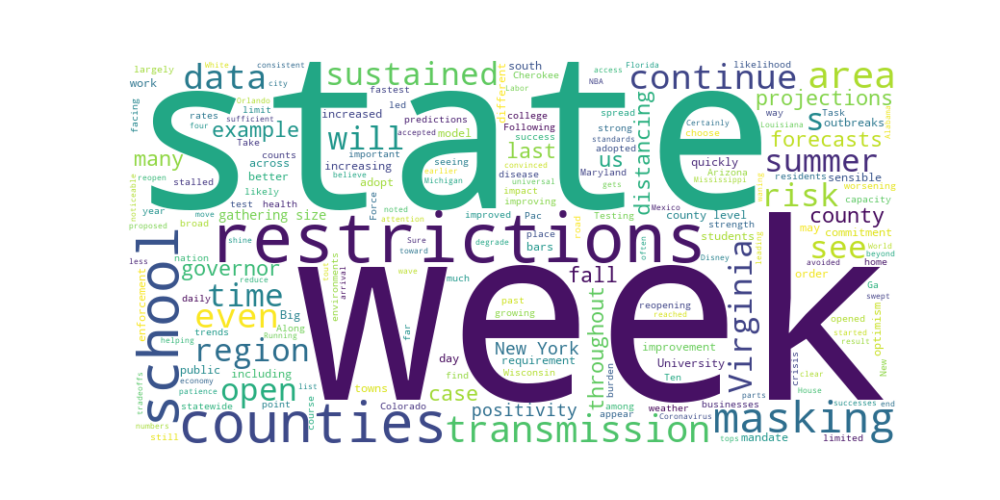 state
Week
restrictions
counties
school
masking
transmission
Virginia
region
time
even
open
will
data
sustained
continue
area
projections
s
forecasts
summer
risk
county
see
us
last
many
example
governor
fall
throughout
distancing
case
New York
positivity
gathering size
county level
different
largely
work
White
consistent
city
south
Cherokee
access
Florida
likelihood
NBA
fastest
Labor
Orlando
limit
increased
led
rates
sufficient
four
predictions
college
spread
Certainly
way
Task
outbreaks
Louisiana
Alabama
facing
Take
accepted
model
Following
strong
standards
choose
counts
important
success
adopted
quickly
residents
sensible
across
increasing
seeing
disease
Maryland
Arizona
worsening
stalled
better
believe
Michigan
earlier
convinced
universal
gets
Mississippi
capacity
reopen
likely
adopt
improving
impact
noticeable
year
test
health
Force
noted
attention
improved
Pac
Testing
strength
may
commitment
proposed
move
broad
shine
toward
degrade
place
bars
road
often
students
order
home
World
beyond
less
nation
reduce
Sure
wave
much
environments
arrival
Disney
leading
avoided
Ga
swept
enforcement
daily
trends
Big
Along
Running
past
growing
reopening
reached
opened
started
result
optimism
helping
including
far
day
improvement
Mexico
crisis
clear
New
public
economy
patience
list
towns
find
Wisconsin
requirement
University
Ten
burden
businesses
parts
House
successes
end
tradeoffs
numbers
still
statewide
point
course
Colorado
appear
among
weather
Coronavirus
tops
mandate
limited